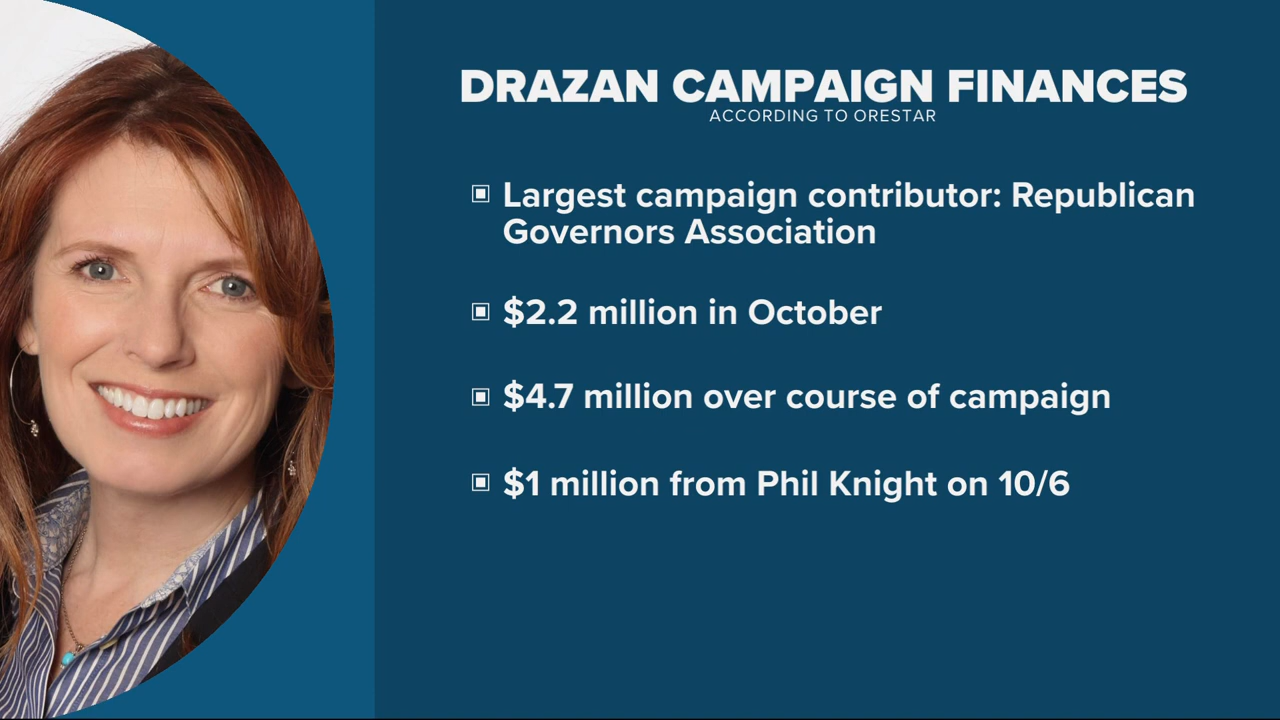 DRAZAN CAMPAIGN FINANCES
ACCORDING TO ORESTAR
Largest campaign contributor: Republican
Governors Association
$2.2 million in October
$4.7 million over course of campaign
$1 million from Phil Knight on 10/6